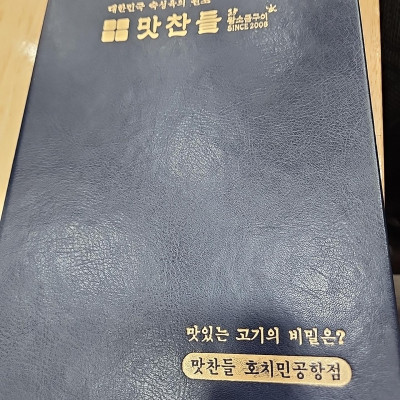 대한민국 숙성육의 원조
맛찬들 왕소금구이
SINCE 2008
맛있는 고기의 비밀은?
맛찬들 호치민공항점